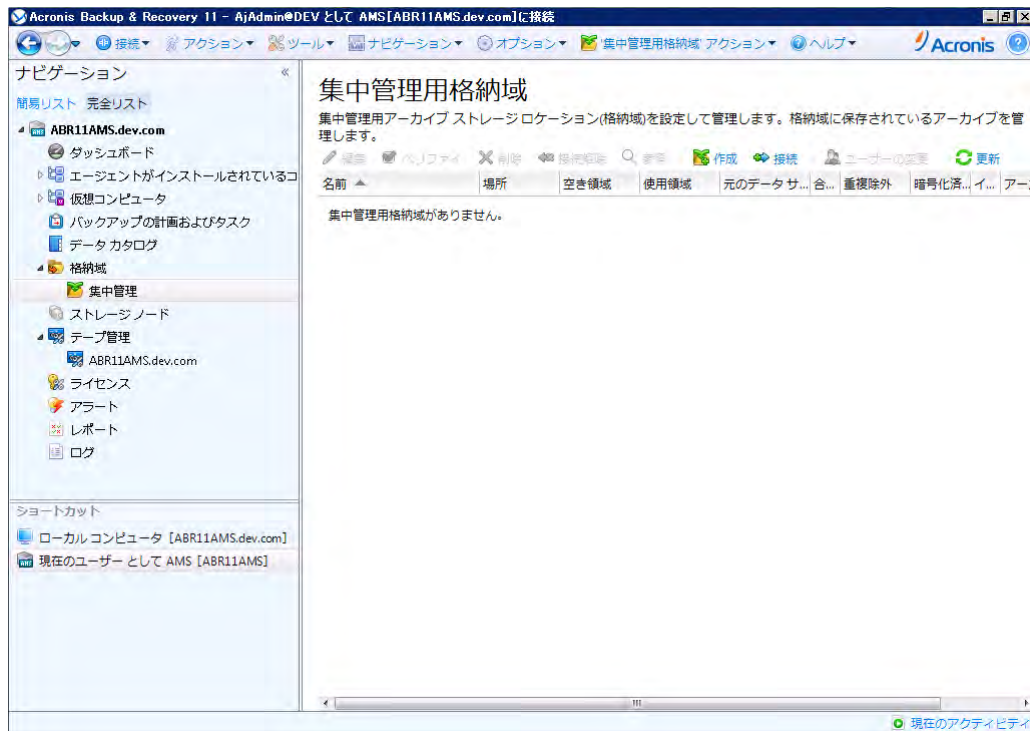 Acronis Backup & Recovery 11 - AjAdmin@DEV として AMS[ABR11AMS.dev.com]に接続
接続 アクション ツール ナビゲーション オプション '集中管理用格納域' アクション ヘルプ Acronis
ナビゲーション
簡易リスト 完全リスト
ABR11AMS.dev.com
ダッシュボード
エージェントがインストールされているコ
仮想コンピュータ
バックアップの計画およびタスク
データ カタログ
格納域
集中管理
ストレージ ノード
テープ管理
ABR11AMS.dev.com
ライセンス
アラート
レポート
ログ
ショートカット
ローカル コンピュータ [ABR11AMS.dev.com]
現在のユーザー として AMS [ABR11AMS]
集中管理用格納域
集中管理用アーカイブ ストレージ ロケーション(格納域)を設定して管理します。格納域に保存されているアーカイブを管
理します。
編集 ベリファイ 削除 接続解除 作成 接続 ユーザーの変更 更新
名前 場所 空き領域 使用領域 元のデータ サ... 合... 重複除外 暗号化済... イ...
集中管理用格納域がありません。
現在のアクティビティ